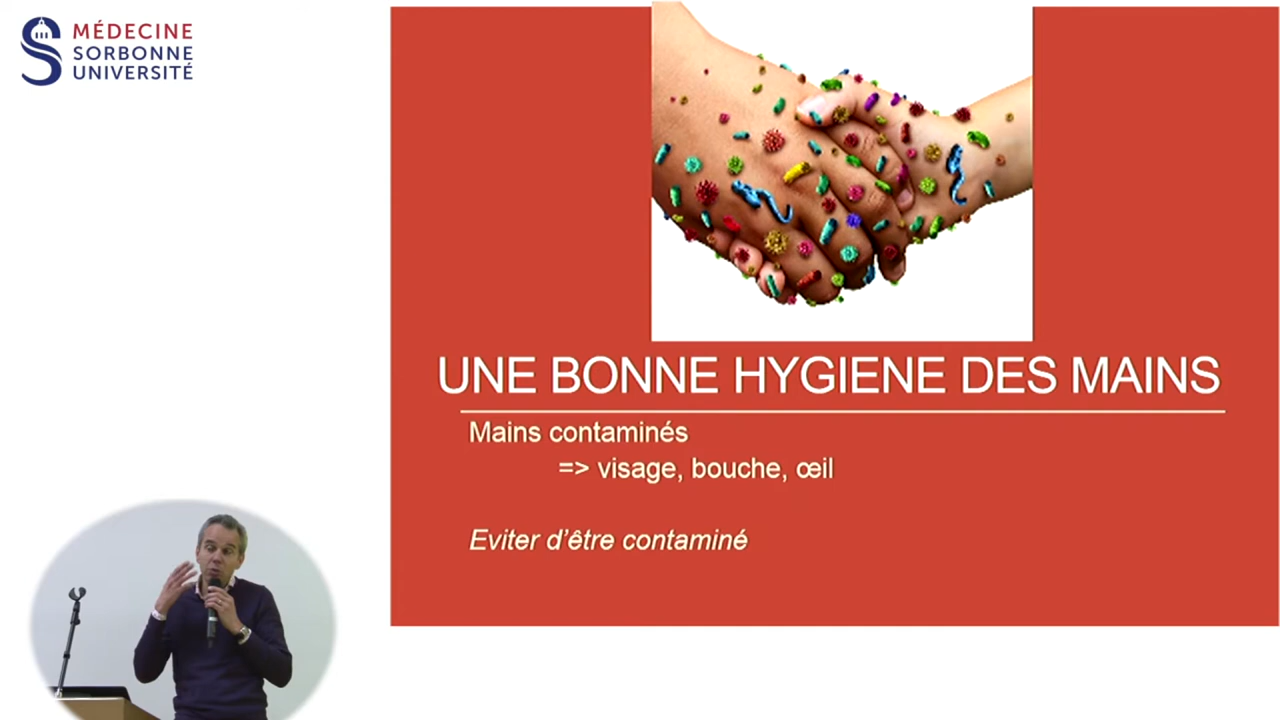 MÉDECINE
SORBONNE
UNIVERSITÉ
UNE BONNE HYGIENE DES MAINS
Mains contaminés
=> visage, bouche, œil
Eviter d'être contaminé